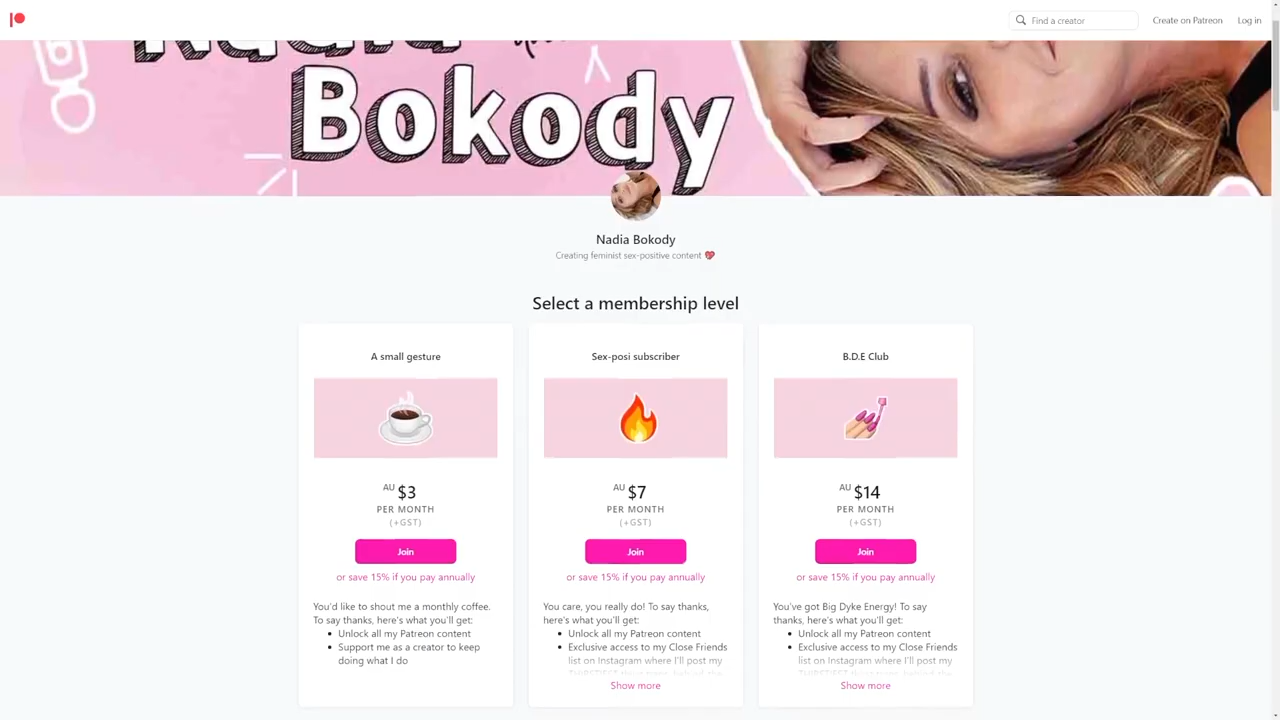 Find a creator
Create on Patreon
Log in
Bokody
Nadia Bokody
Creating feminist sex-positive content
Select a membership level
A small gesture
AU $3
PER MONTH
(+GST)
Join
or save 15% if you pay annually
You'd like to shout me a monthly coffee.
To say thanks, here's what you'll get:
Unlock all my Patreon content
Support me as a creator to keep
doing what I do
Sex-posi subscriber
AU $7
PER MONTH
(+GST)
Join
or save 15% if you pay annually
You care, you really do! To say thanks,
here's what you'll get:
Unlock all my Patreon content
Exclusive access to my Close Friends
list on Instagram where I'll post my
Show more
B.D.E Club
AU $14
PER MONTH
(+GST)
Join
or save 15% if you pay annually
You've got Big Dyke Energy! To say
thanks, here's what you'll get:
Unlock all my Patreon content
Exclusive access to my Close Friends
list on Instagram where I'll post my
Show more